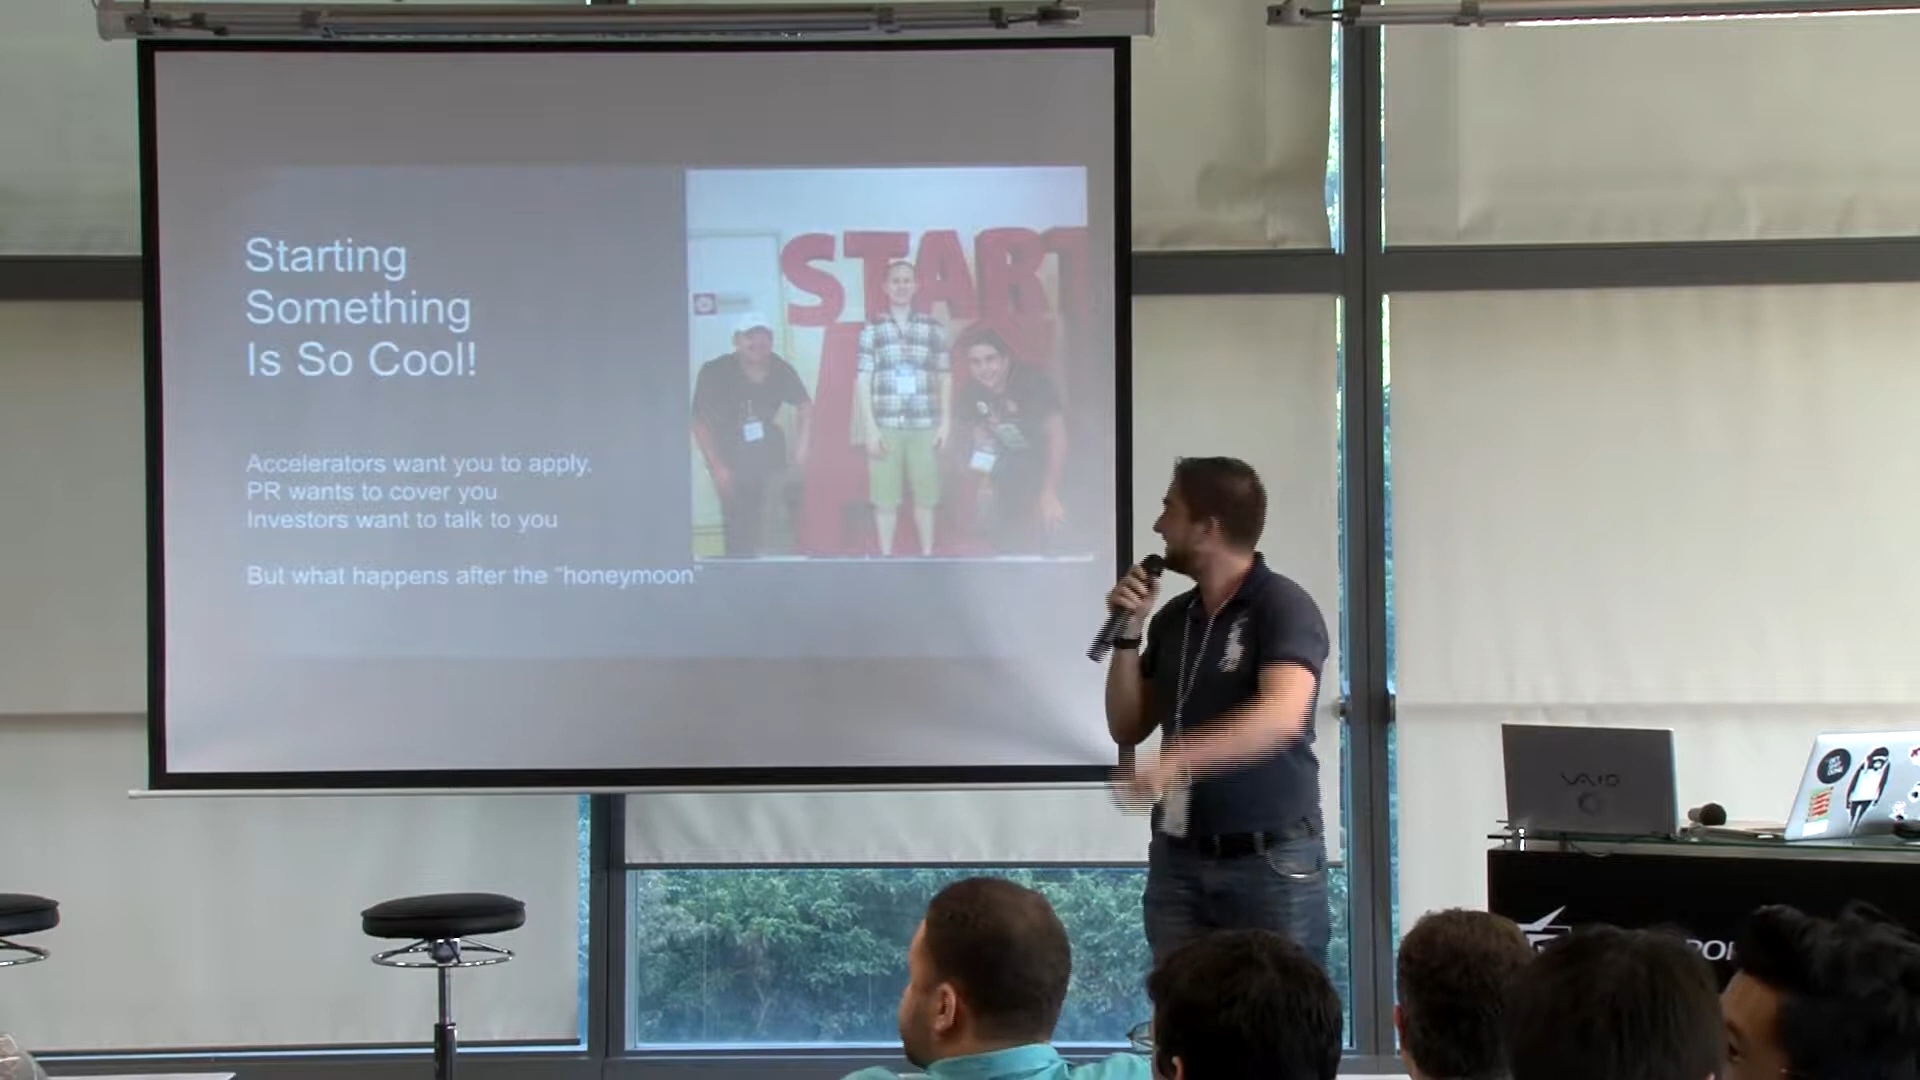 Starting
Something
Is So Cool!
Accelerators want you to apply.
PR wants to cover you
Investors want to talk to you
But what happens after the “honeymoon”
START
VAIO